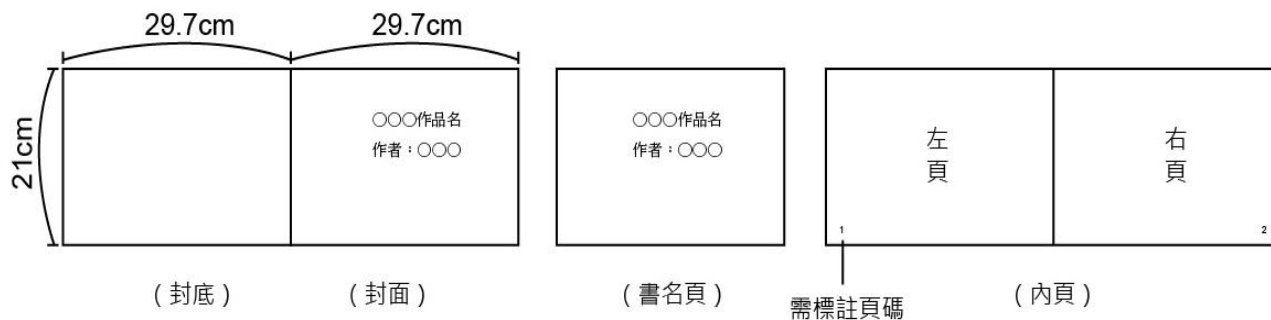 29.7cm
29.7cm
21cm
○○○作品名
作者：○○○
○○○作品名
作者：○○○
左頁
右頁
1
2
(封底)
(封面)
(書名頁)
需標註頁碼
(內頁)